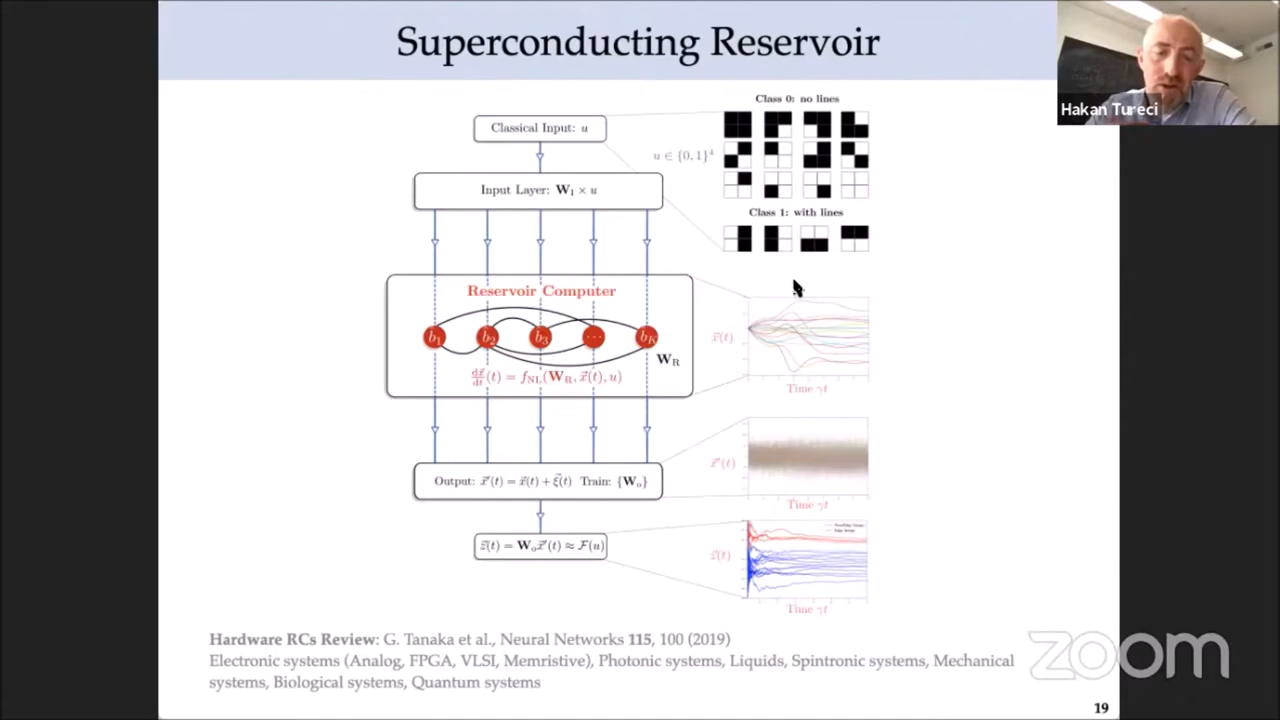 Superconducting Reservoir
Hakan Tureci
Classical Input: u
Input Layer: W_I × u
Class 0: no lines
u ∈ {0, 1}⁴
Class 1: with lines
Reservoir Computer
b₁ b₂ b₃ ⋯ b_K
W_R
dx⃗/dt (t) = f_NL(W_R, x⃗(t), u)
x⃗(t)
Time γt
Output: x⃗′(t) = x⃗(t) + ξ⃗(t) Train: {W_o}
x⃗′(t)
Time γt
z⃗(t) = W_o x⃗′(t) ≈ F(u)
z⃗(t)
Time γt
Hardware RCs Review: G. Tanaka et al., Neural Networks 115, 100 (2019)
Electronic systems (Analog, FPGA, VLSI, Memristive), Photonic systems, Liquids, Spintronic systems, Mechanical
systems, Biological systems, Quantum systems
zoom
19